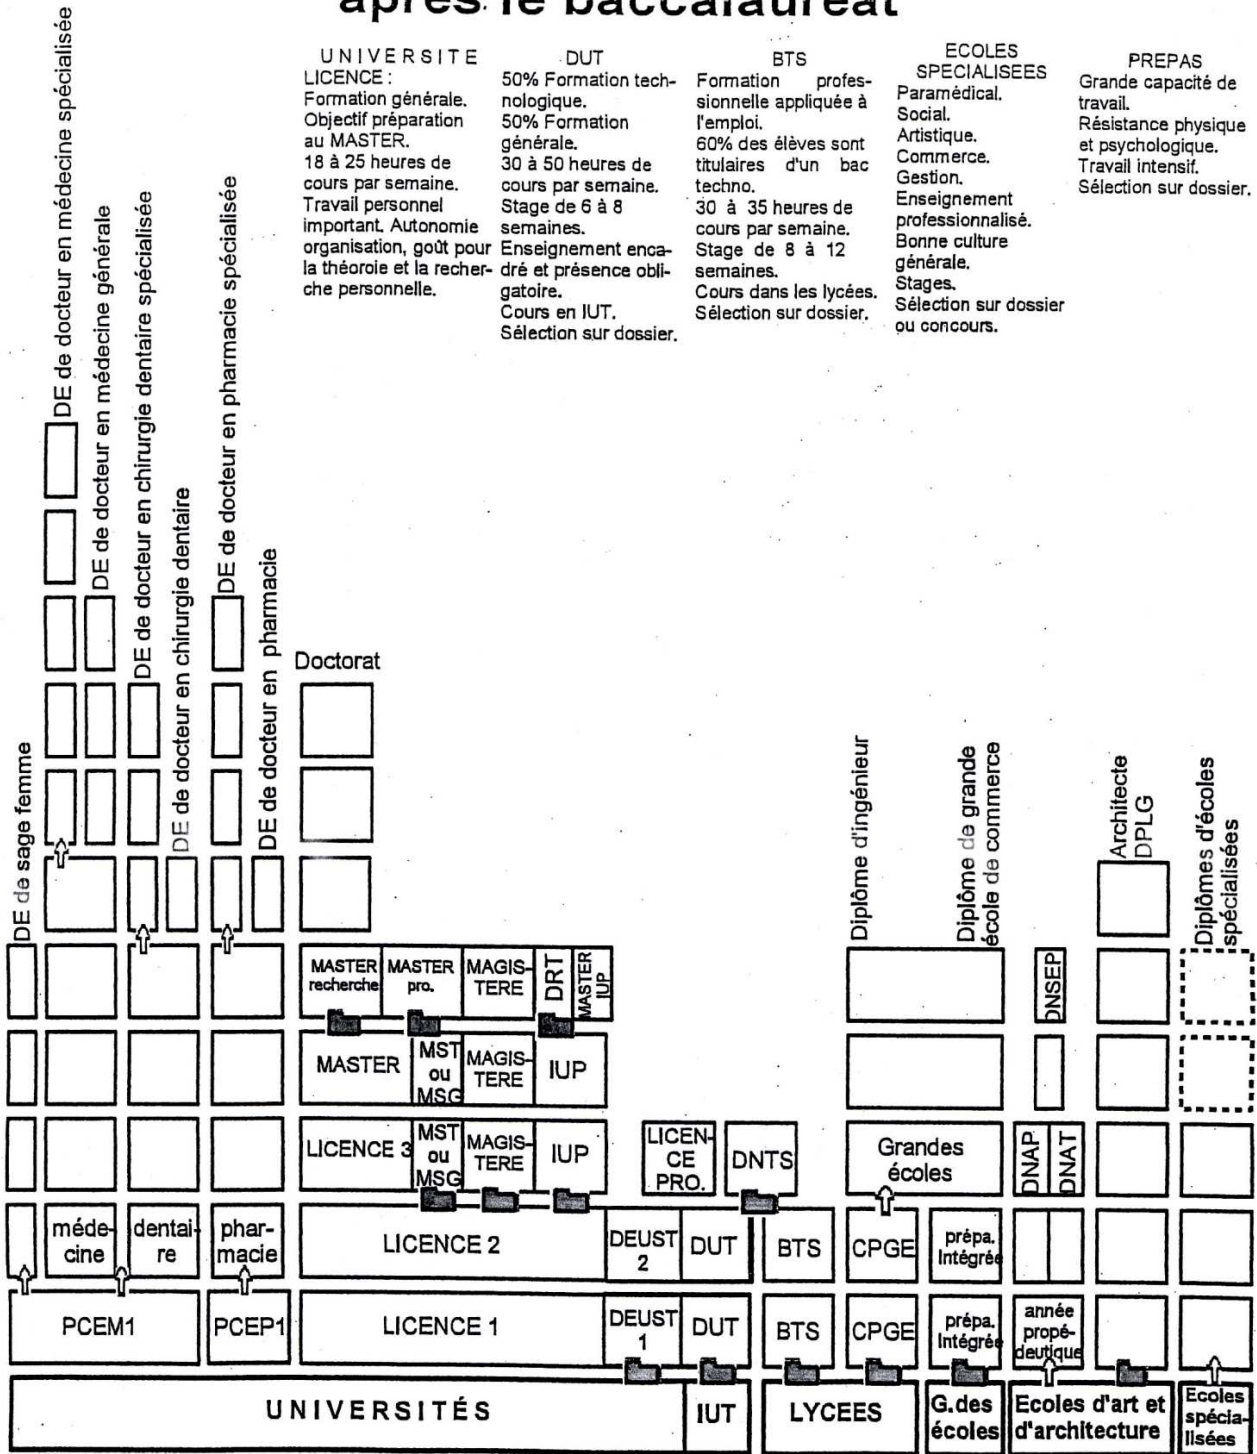 après le baccalauréat
UNIVERSITE
LICENCE :
Formation générale.
Objectif préparation
au MASTER.
18 à 25 heures de
cours par semaine.
Travail personnel
important. Autonomie
organisation, goût pour
la théoroie et la recher-
che personnelle.
DUT
50% Formation tech-
nologique.
50% Formation
générale.
30 à 50 heures de
cours par semaine.
Stage de 6 à 8
semaines.
Enseignement enca-
dré et présence obli-
gatoire.
Cours en IUT.
Sélection sur dossier.
BTS
Formation profes-
sionnelle appliquée à
l'emploi.
60% des élèves sont
titulaires d'un bac
techno.
30 à 35 heures de
cours par semaine.
Stage de 8 à 12
semaines.
Cours dans les lycées.
Sélection sur dossier.
ECOLES
SPECIALISEES
Paramédical.
Social.
Artistique.
Commerce.
Gestion.
Enseignement
professionnalisé.
Bonne culture
générale.
Stages.
Sélection sur dossier
ou concours.
PREPAS
Grande capacité de
travail.
Résistance physique
et psychologique.
Travail intensif.
Sélection sur dossier.
DE de sage femme
DE de docteur en médecine spécialisée
DE de docteur en médecine générale
DE de docteur en chirurgie dentaire spécialisée
DE de docteur en chirurgie dentaire
DE de docteur en pharmacie spécialisée
DE de docteur en pharmacie
Doctorat
Diplôme d'ingénieur
Diplôme de grande
école de commerce
Architecte
DPLG
Diplômes d'écoles
spécialisées
MASTER
recherche
MASTER
pro.
MAGIS-
TERE
DRT
MASTER
IUP
DNSEP
MASTER
MST
ou
MSG
MAGIS-
TERE
IUP
LICENCE 3
MST
ou
MSG
MAGIS-
TERE
IUP
LICEN-
CE
PRO.
DNTS
Grandes
écoles
DNAP
DNAT
méde-
cine
dentai-
re
phar-
macie
LICENCE 2
DEUST
2
DUT
BTS
CPGE
prépa.
Intégrée
PCEM1
PCEP1
LICENCE 1
DEUST
1
DUT
BTS
CPGE
prépa.
Intégrée
année
propé-
deutique
UNIVERSITÉS
IUT
LYCEES
G.des
écoles
Ecoles d'art et
d'architecture
Ecoles
spécia-
lisées